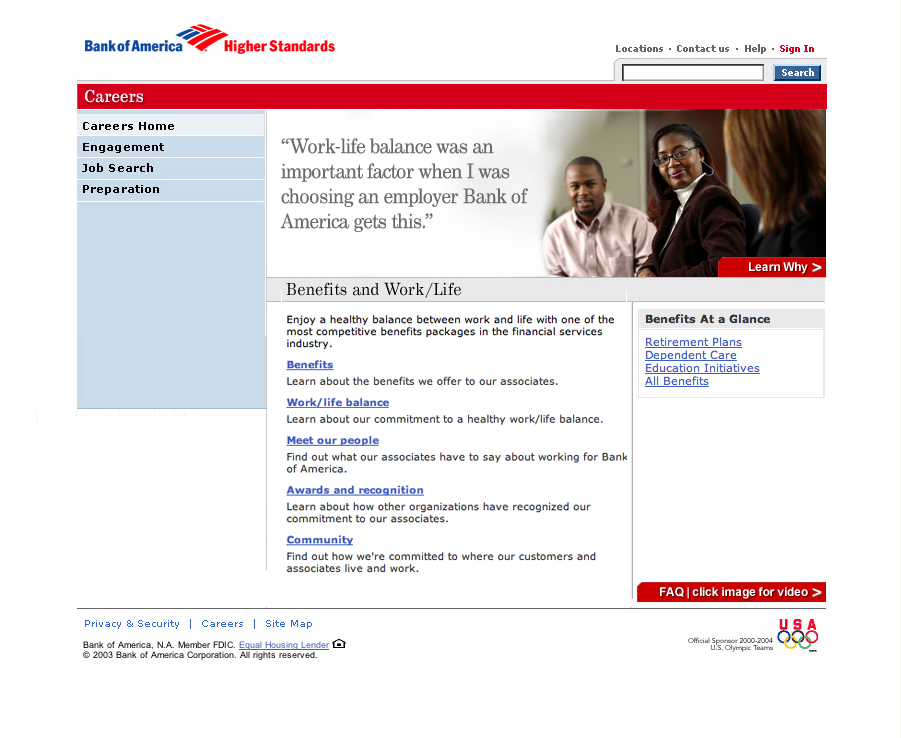 Bank of America Higher Standards
Locations · Contact us · Help · Sign In
Search
Careers
Careers Home
Engagement
Job Search
Preparation
“Work-life balance was an
important factor when I was
choosing an employer Bank of
America gets this.”
Learn Why >
Benefits and Work/Life
Enjoy a healthy balance between work and life with one of the
most competitive benefits packages in the financial services
industry.
Benefits
Learn about the benefits we offer to our associates.
Work/life balance
Learn about our commitment to a healthy work/life balance.
Meet our people
Find out what our associates have to say about working for Bank
of America.
Awards and recognition
Learn about how other organizations have recognized our
commitment to our associates.
Community
Find out how we're committed to where our customers and
associates live and work.
Benefits At a Glance
Retirement Plans
Dependent Care
Education Initiatives
All Benefits
FAQ | click image for video >
Privacy & Security | Careers | Site Map
Bank of America, N.A. Member FDIC. Equal Housing Lender
© 2003 Bank of America Corporation. All rights reserved.
Official Sponsor 2000-2004
U.S. Olympic Teams
USA